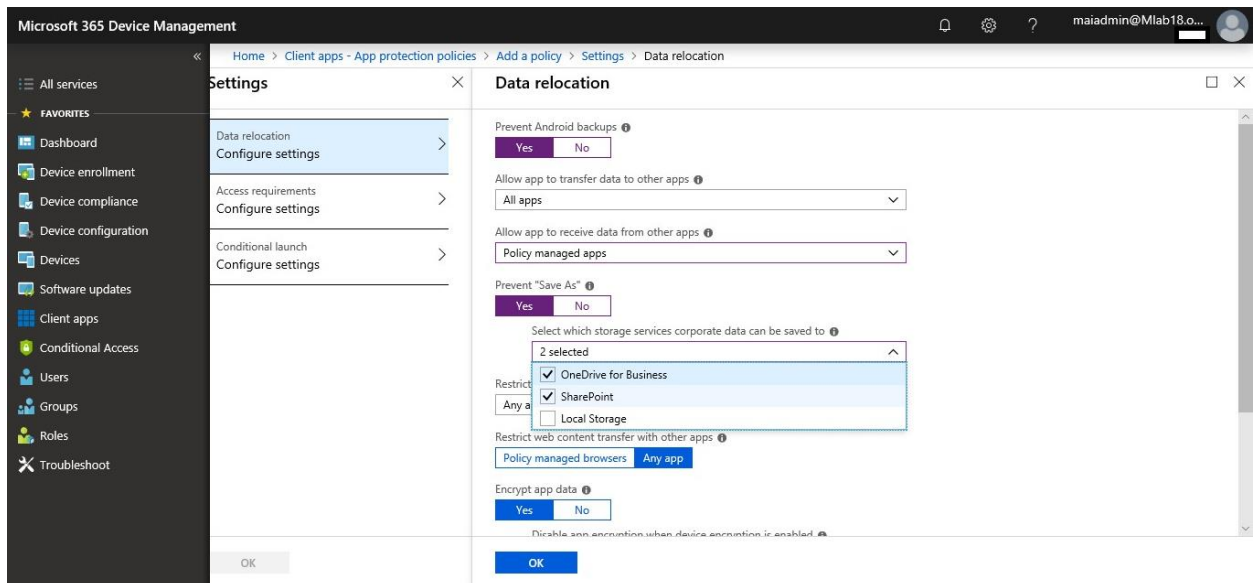 Microsoft 365 Device Management
maiadmin@Mlab18.o...
Home > Client apps - App protection policies > Add a policy > Settings > Data relocation
All services
FAVORITES
Dashboard
Device enrollment
Device compliance
Device configuration
Devices
Software updates
Client apps
Conditional Access
Users
Groups
Roles
Troubleshoot
Settings
Data relocation
Configure settings
Access requirements
Configure settings
Conditional launch
Configure settings
OK
Data relocation
Prevent Android backups
Yes No
Allow app to transfer data to other apps
All apps
Allow app to receive data from other apps
Policy managed apps
Prevent "Save As"
Yes No
Select which storage services corporate data can be saved to
2 selected
OneDrive for Business
SharePoint
Local Storage
Restrict
Any a
Restrict web content transfer with other apps
Policy managed browsers Any app
Encrypt app data
Yes No
Disable app encryption when device encryption is enabled
OK